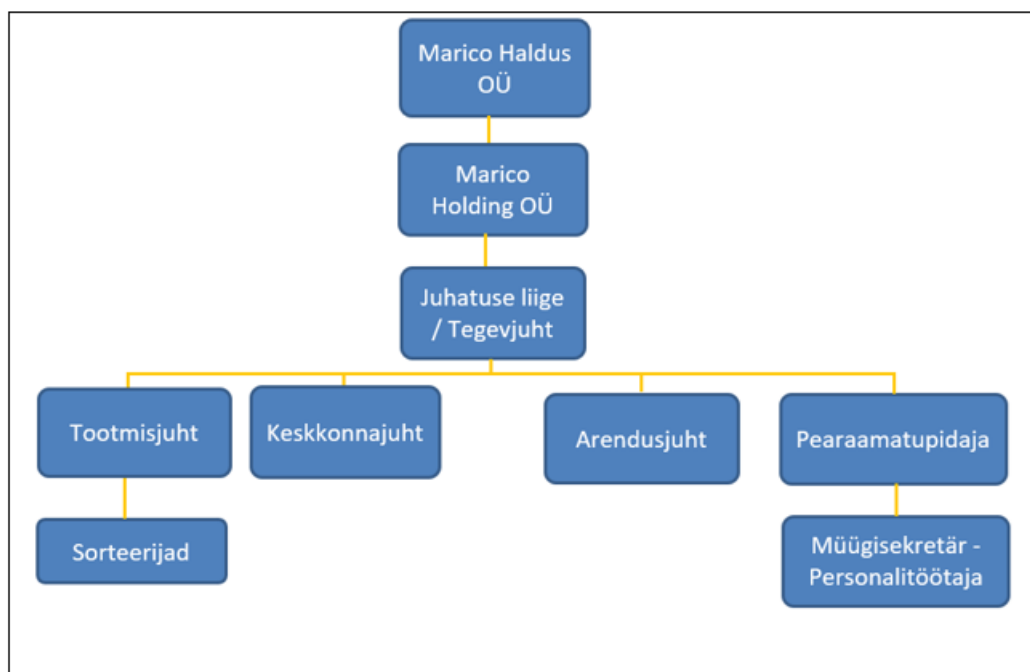 Marico Haldus
OÜ
Marico
Holding OÜ
Juhatuse liige
/ Tegevjuht
Tootmisjuht
Keskkonnajuht
Arendusjuht
Pearaamatupidaja
Sorteerijad
Müügisekretär -
Personalitöötaja